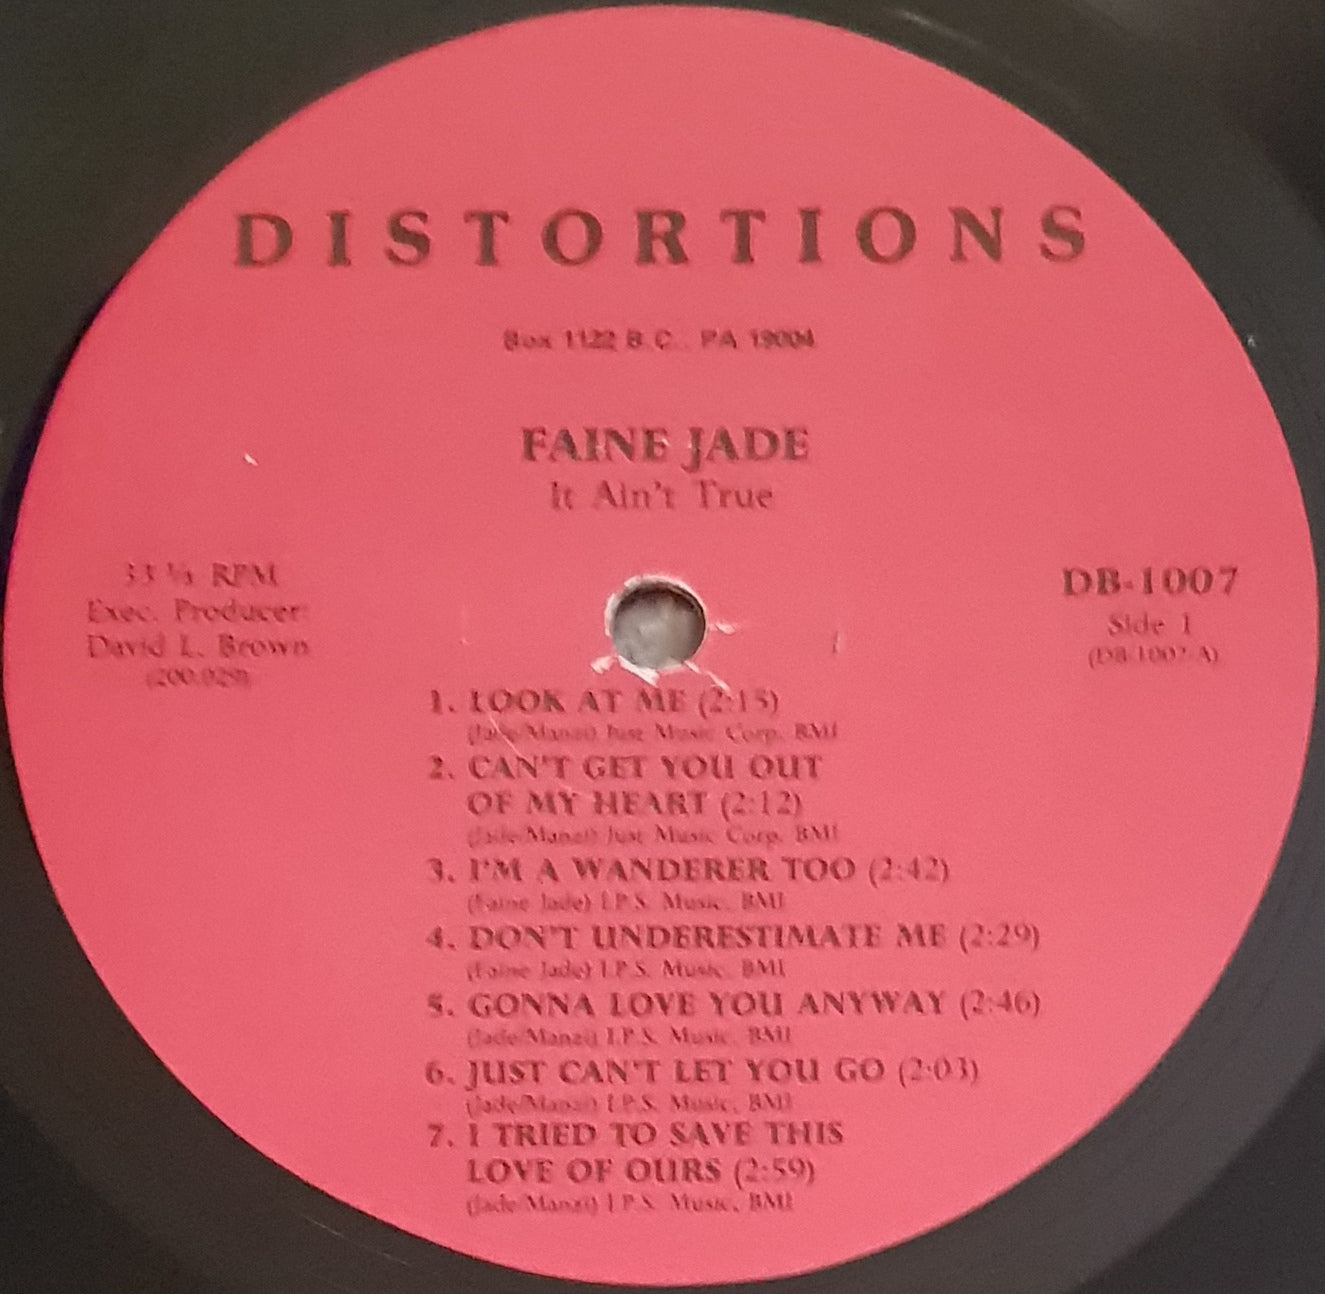 DISTORTIONS
Box 1122 B.C., PA 19004
FAINE JADE
It Ain't True
33 ⅓ RPM
Exec. Producer:
David L. Brown
(200,029)
DB-1007
Side 1
(DB-1007-A)
1. LOOK AT ME (2:15)
(Jade/Manzi) Just Music Corp. BMI
2. CAN'T GET YOU OUT
OF MY HEART (2:12)
(Jade/Manzi) Just Music Corp. BMI
3. I'M A WANDERER TOO (2:42)
(Faine Jade) I.P.S. Music, BMI
4. DON'T UNDERESTIMATE ME (2:29)
(Faine Jade) I.P.S. Music, BMI
5. GONNA LOVE YOU ANYWAY (2:46)
(Jade/Manzi) I.P.S. Music, BMI
6. JUST CAN'T LET YOU GO (2:03)
(Jade/Manzi) I.P.S. Music, BMI
7. I TRIED TO SAVE THIS
LOVE OF OURS (2:59)
(Jade/Manzi) I.P.S. Music, BMI